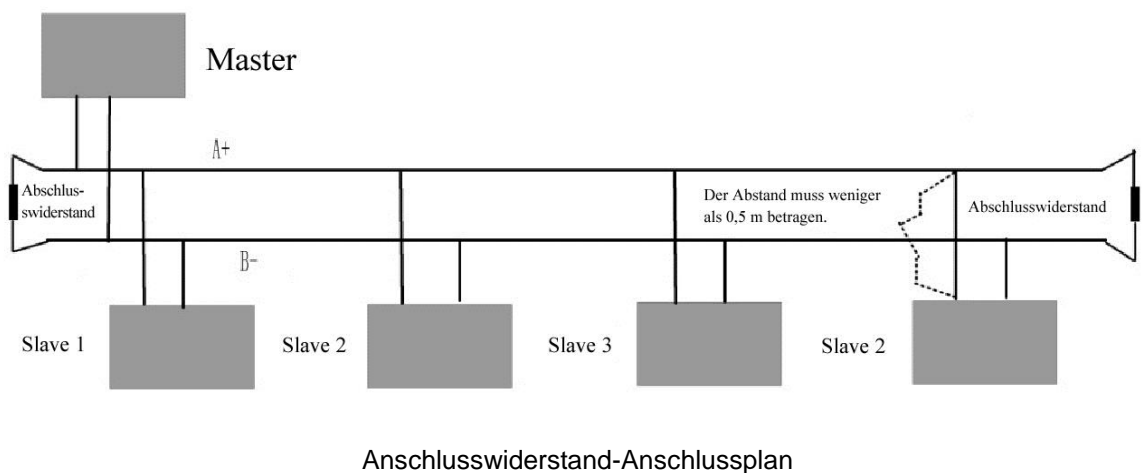 Master
A+
Abschlus-
swiderstand
Der Abstand muss weniger
als 0,5 m betragen.
Abschlusswiderstand
B-
Slave 1
Slave 2
Slave 3
Slave 2
Anschlusswiderstand-Anschlussplan